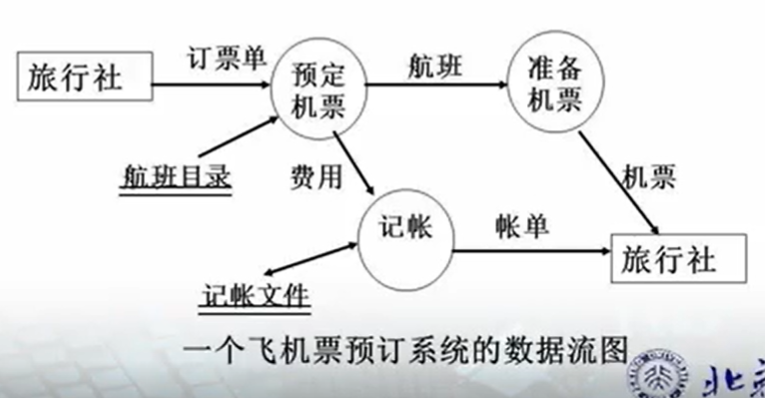 订票单
航班
旅行社
预定
机票
准备
机票
航班目录
费用
机票
记帐
帐单
旅行社
记帐文件
一个飞机票预订系统的数据流图
北